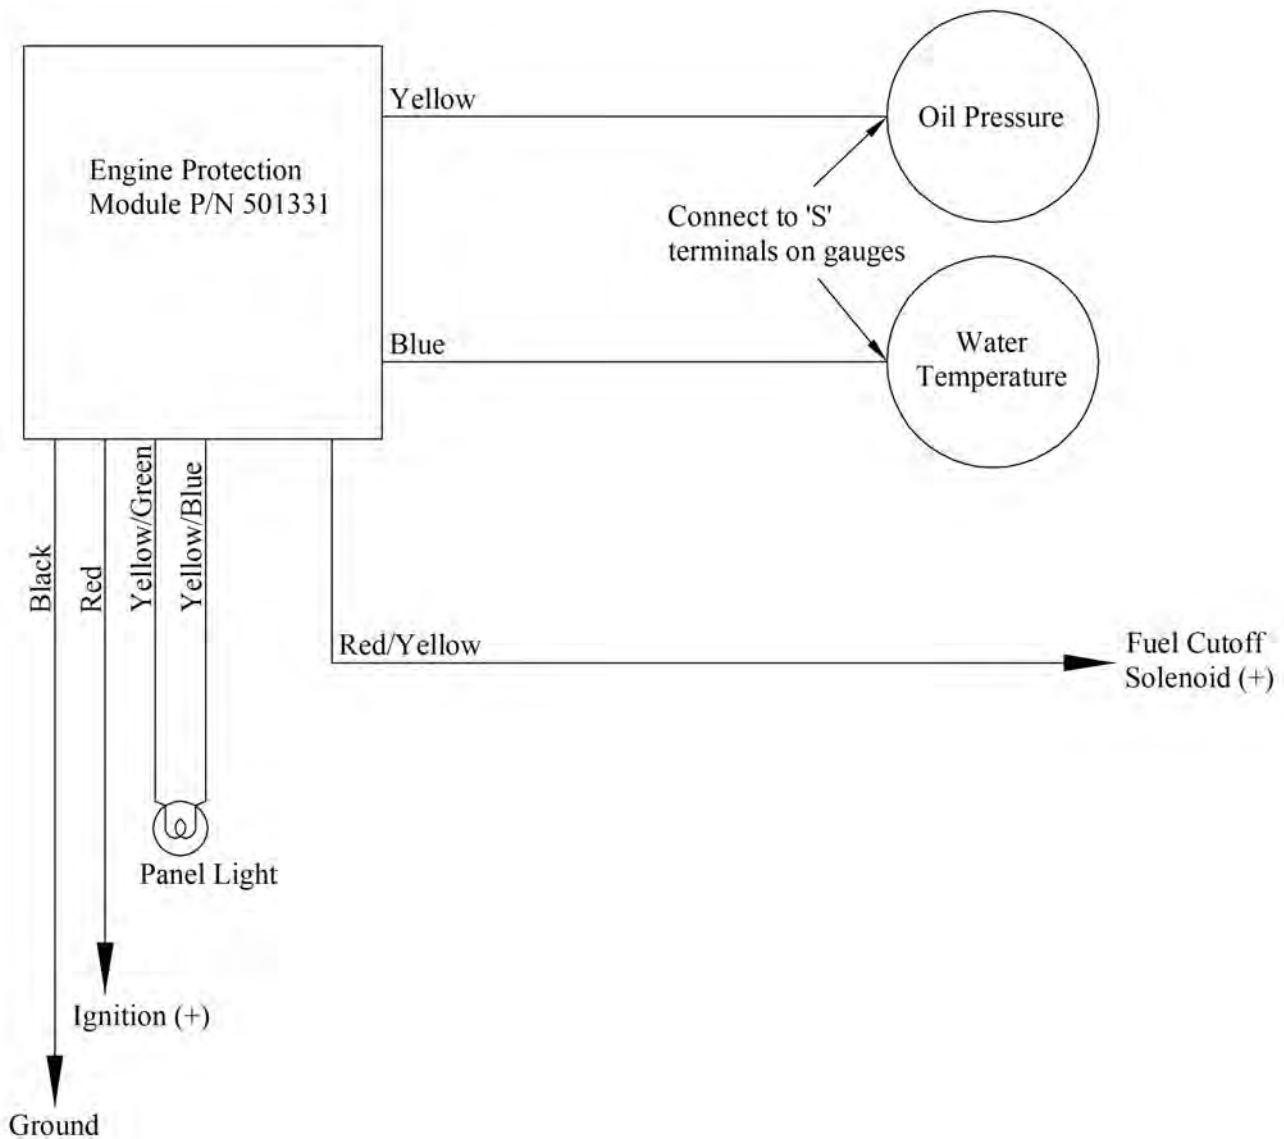 Yellow
Oil Pressure
Engine Protection
Module P/N 501331
Connect to 'S'
terminals on gauges
Blue
Water
Temperature
Black
Red
Yellow/Green
Yellow/Blue
Red/Yellow
Fuel Cutoff
Solenoid (+)
Panel Light
Ignition (+)
Ground